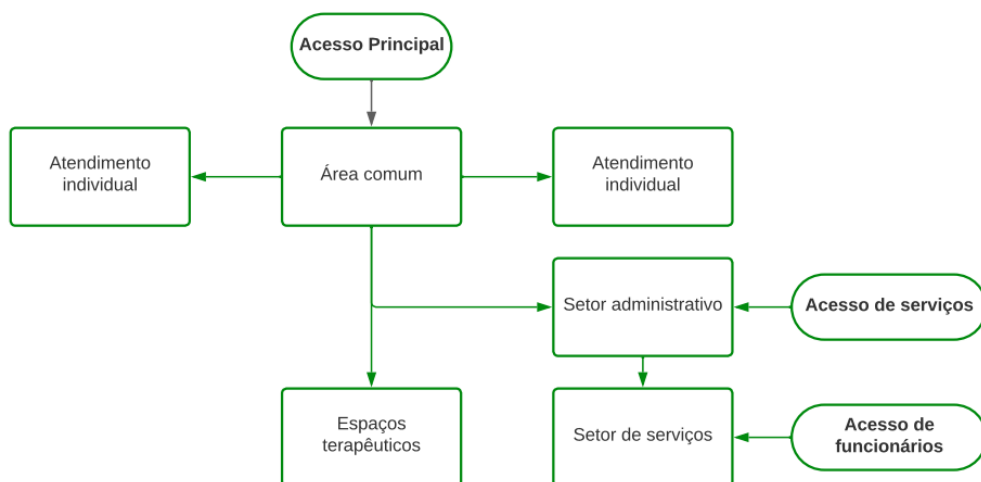 Acesso Principal
Atendimento
individual
Área comum
Atendimento
individual
Setor administrativo
Acesso de serviços
Espaços
terapêuticos
Setor de serviços
Acesso de
funcionários